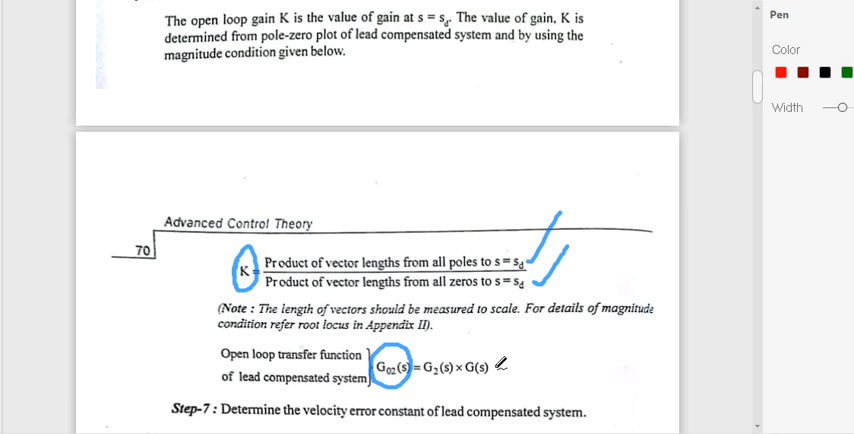 The open loop gain K is the value of gain at s = s_d. The value of gain, K is
determined from pole-zero plot of lead compensated system and by using the
magnitude condition given below.
Pen
Color
Width
Advanced Control Theory
70
K = Product of vector lengths from all poles to s = s_d
Product of vector lengths from all zeros to s = s_d
(Note : The length of vectors should be measured to scale. For details of magnitude
condition refer root locus in Appendix II).
Open loop transfer function
of lead compensated system
G₀₂(s) = G₂(s) × G(s)
Step-7 : Determine the velocity error constant of lead compensated system.